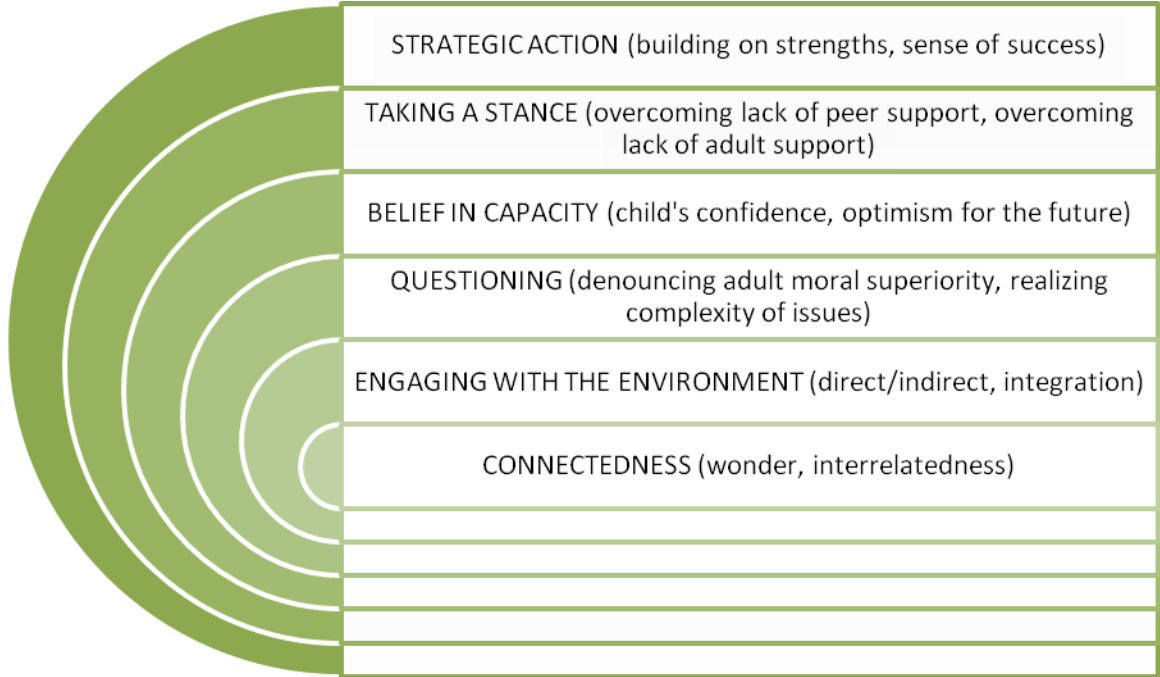 STRATEGIC ACTION (building on strengths, sense of success)
TAKING A STANCE (overcoming lack of peer support, overcoming
lack of adult support)
BELIEF IN CAPACITY (child's confidence, optimism for the future)
QUESTIONING (denouncing adult moral superiority, realizing
complexity of issues)
ENGAGING WITH THE ENVIRONMENT (direct/indirect, integration)
CONNECTEDNESS (wonder, interrelatedness)